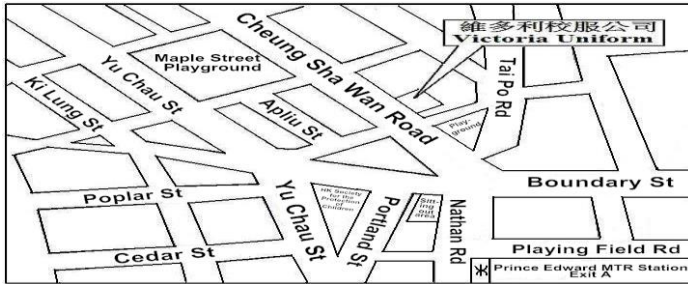 維多利校服公司
Victoria Uniform
Maple Street
Playground
Cheung Sha Wan Road
Tai Po Rd
Yu Chau St
Ki Lung St
Apliu St
Play-
ground
Boundary St
Poplar St
HK Society
for the
Protection
of
Children
Sit-
ting out
area
Yu Chau St
Portland St
Nathan Rd
Cedar St
Playing Field Rd
Prince Edward MTR Station
Exit A